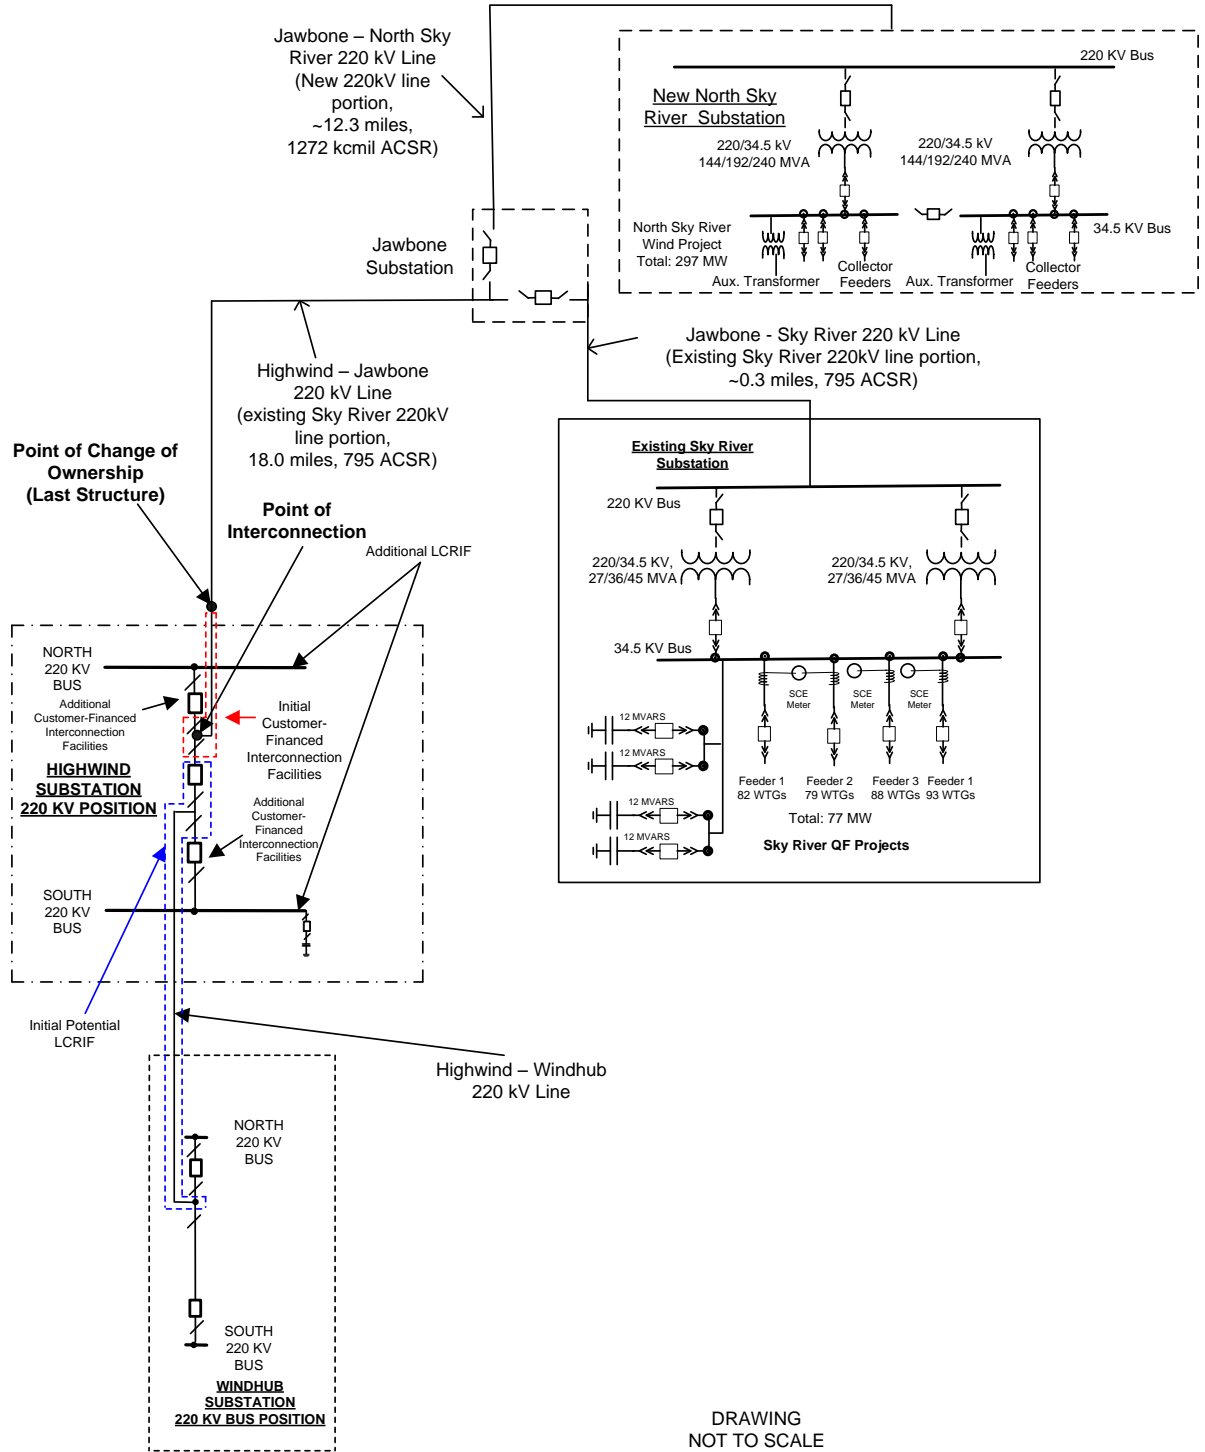 Jawbone – North Sky
River 220 kV Line
(New 220kV line
portion,
~12.3 miles,
1272 kcmil ACSR)
220 KV Bus
New North Sky
River Substation
220/34.5 kV
144/192/240 MVA
220/34.5 kV
144/192/240 MVA
North Sky River
Wind Project
Total: 297 MW
34.5 KV Bus
Aux. Transformer
Collector
Feeders
Aux. Transformer
Collector
Feeders
Jawbone
Substation
Jawbone - Sky River 220 kV Line
(Existing Sky River 220kV line portion,
~0.3 miles, 795 ACSR)
Highwind – Jawbone
220 kV Line
(existing Sky River 220kV
line portion,
18.0 miles, 795 ACSR)
Point of Change of
Ownership
(Last Structure)
Point of
Interconnection
Additional LCRIF
Existing Sky River
Substation
220 KV Bus
220/34.5 KV,
27/36/45 MVA
220/34.5 KV,
27/36/45 MVA
34.5 KV Bus
SCE
Meter
SCE
Meter
SCE
Meter
12 MVARS
12 MVARS
12 MVARS
12 MVARS
Feeder 1
82 WTGs
Feeder 2
79 WTGs
Feeder 3
88 WTGs
Feeder 1
93 WTGs
Total: 77 MW
Sky River QF Projects
NORTH
220 KV
BUS
Additional
Customer-Financed
Interconnection
Facilities
Initial
Customer-
Financed
Interconnection
Facilities
HIGHWIND
SUBSTATION
220 KV POSITION
Additional
Customer-
Financed
Interconnection
Facilities
SOUTH
220 KV
BUS
Initial Potential
LCRIF
Highwind – Windhub
220 kV Line
NORTH
220 KV
BUS
SOUTH
220 KV
BUS
WINDHUB
SUBSTATION
220 KV BUS POSITION
DRAWING
NOT TO SCALE